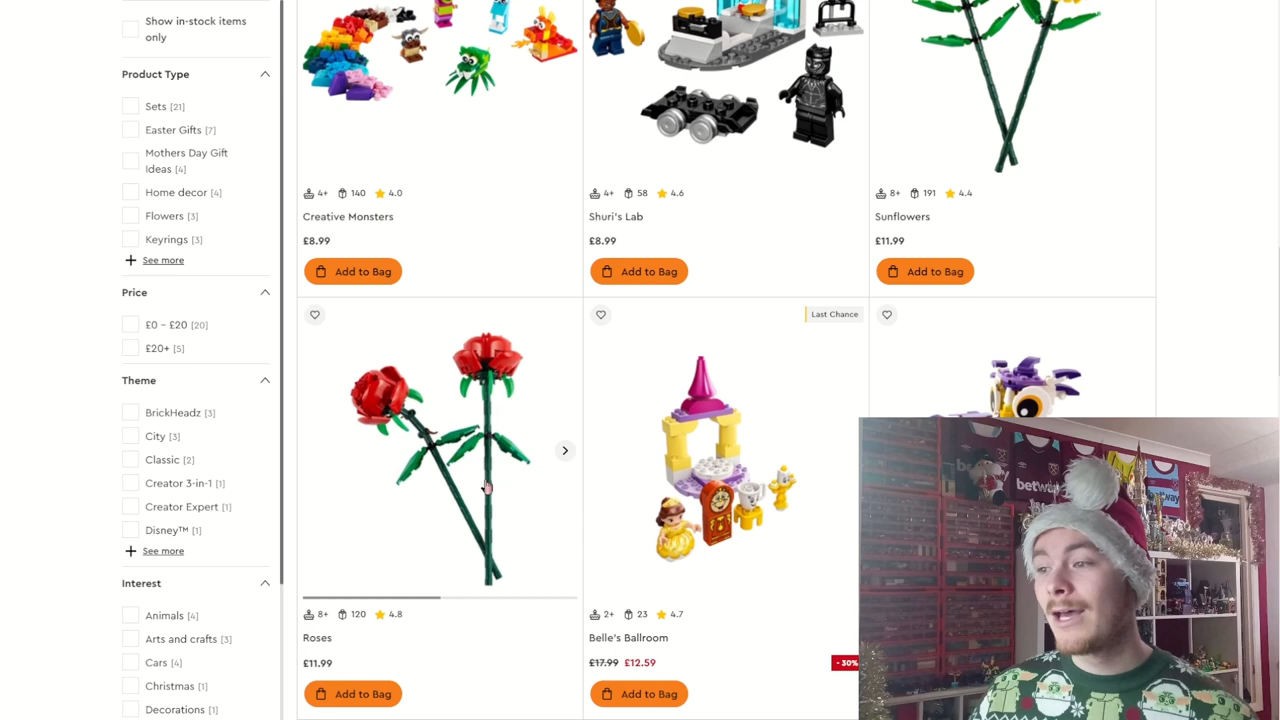 Show in-stock items
only
Product Type
Sets [21]
Easter Gifts [7]
Mothers Day Gift
Ideas [4]
Home decor [4]
Flowers [3]
Keyrings [3]
See more
Price
£0 – £20 [20]
£20+ [5]
Theme
BrickHeadz [3]
City [3]
Classic [2]
Creator 3-in-1 [1]
Creator Expert [1]
Disney™ [1]
See more
Interest
Animals [4]
Arts and crafts [3]
Cars [4]
Christmas [1]
Decorations [1]
4+ 140 4.0
Creative Monsters
£8.99
Add to Bag
4+ 58 4.6
Shuri's Lab
£8.99
Add to Bag
8+ 191 4.4
Sunflowers
£11.99
Add to Bag
8+ 120 4.8
Roses
£11.99
Add to Bag
Last Chance
2+ 23 4.7
Belle's Ballroom
£17.99 £12.59
- 30%
Add to Bag
betw